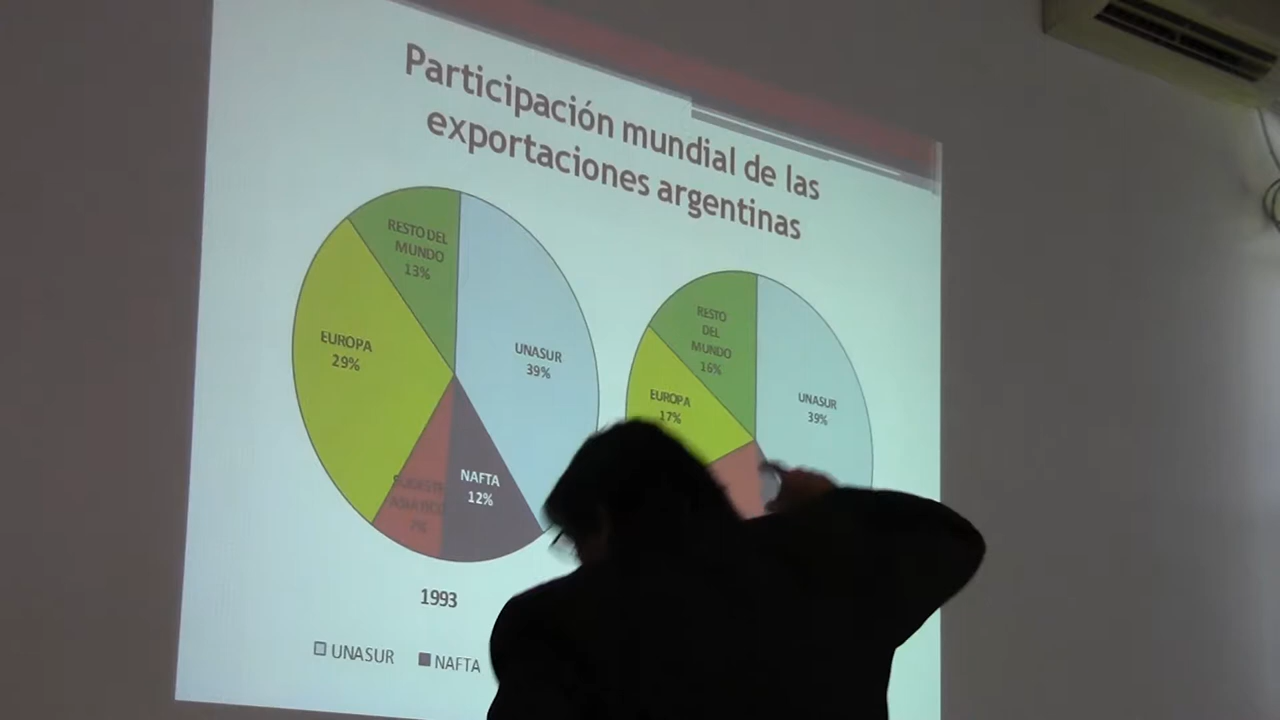 Participación mundial de las
exportaciones argentinas
RESTO DEL
MUNDO
13%
EUROPA
29%
UNASUR
39%
NAFTA
12%
1993
RESTO
DEL
MUNDO
16%
EUROPA
17%
UNASUR
39%
UNASUR NAFTA